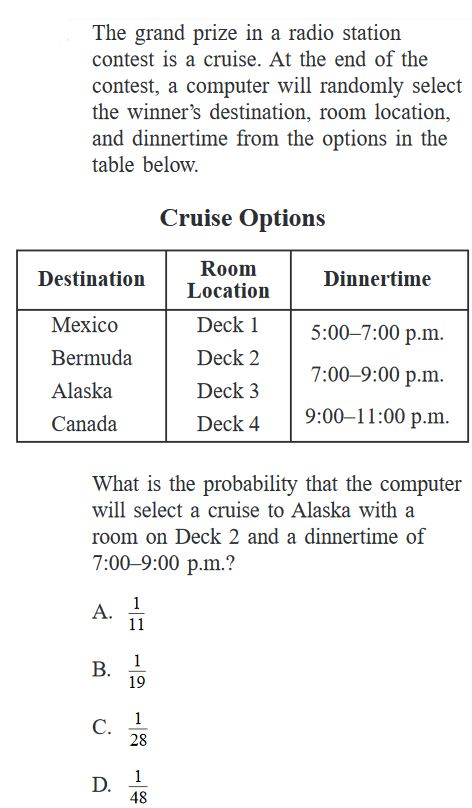 The grand prize in a radio station
contest is a cruise. At the end of the
contest, a computer will randomly select
the winner’s destination, room location,
and dinnertime from the options in the
table below.
Cruise Options
Destination Room Location Dinnertime
Mexico Deck 1 5:00–7:00 p.m.
Bermuda Deck 2 7:00–9:00 p.m.
Alaska Deck 3 9:00–11:00 p.m.
Canada Deck 4
What is the probability that the computer
will select a cruise to Alaska with a
room on Deck 2 and a dinnertime of
7:00–9:00 p.m.?
A. 1/11
B. 1/19
C. 1/28
D. 1/48